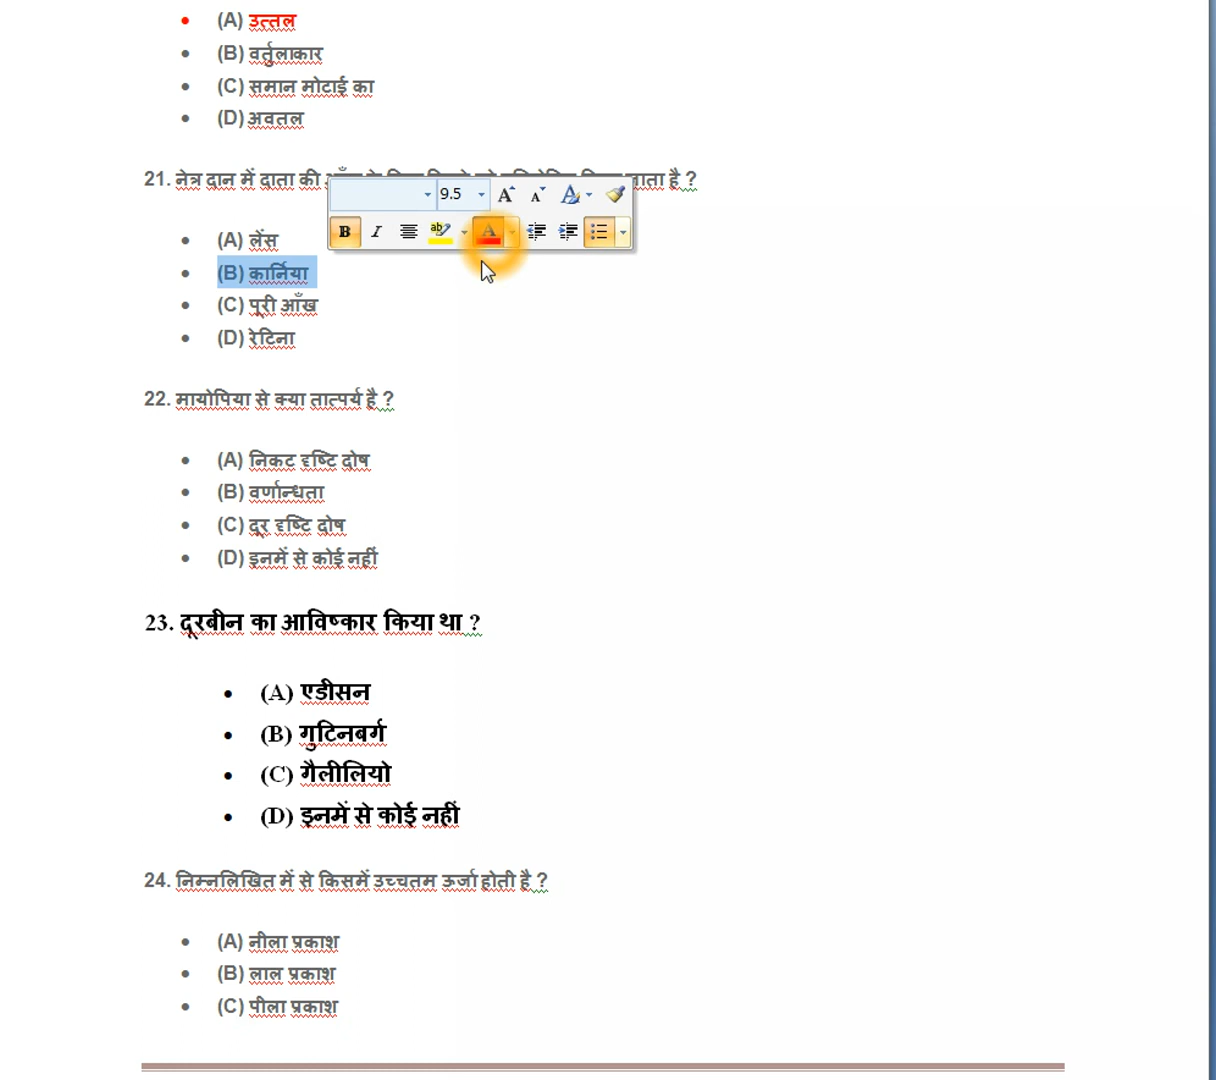 (A) उत्तल
(B) वर्तुलाकार
(C) समान मोटाई का
(D) अवतल
21. नेत्र दान में दाता की जाता है ?
9.5
(A) लेंस
(B) कार्निया
(C) पूरी आँख
(D) रेटिना
22. मायोपिया से क्या तात्पर्य है ?
(A) निकट दृष्टि दोष
(B) वर्णान्धता
(C) दूर दृष्टि दोष
(D) इनमें से कोई नहीं
23. दूरबीन का आविष्कार किया था ?
(A) एडीसन
(B) गुटिनबर्ग
(C) गैलीलियो
(D) इनमें से कोई नहीं
24. निम्नलिखित में से किसमें उच्चतम ऊर्जा होती है ?
(A) नीला प्रकाश
(B) लाल प्रकाश
(C) पीला प्रकाश